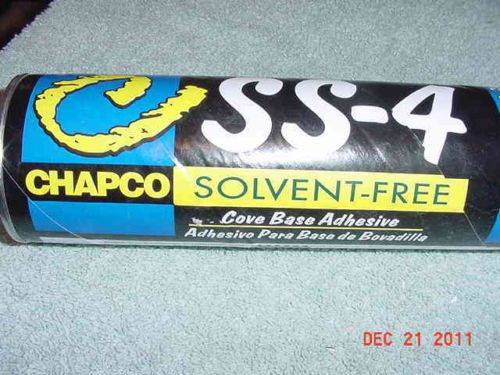 SS-4
CHAPCO
SOLVENT-FREE
Cove Base Adhesive
Adhesivo Para Base de Bovadilla
DEC 21 2011